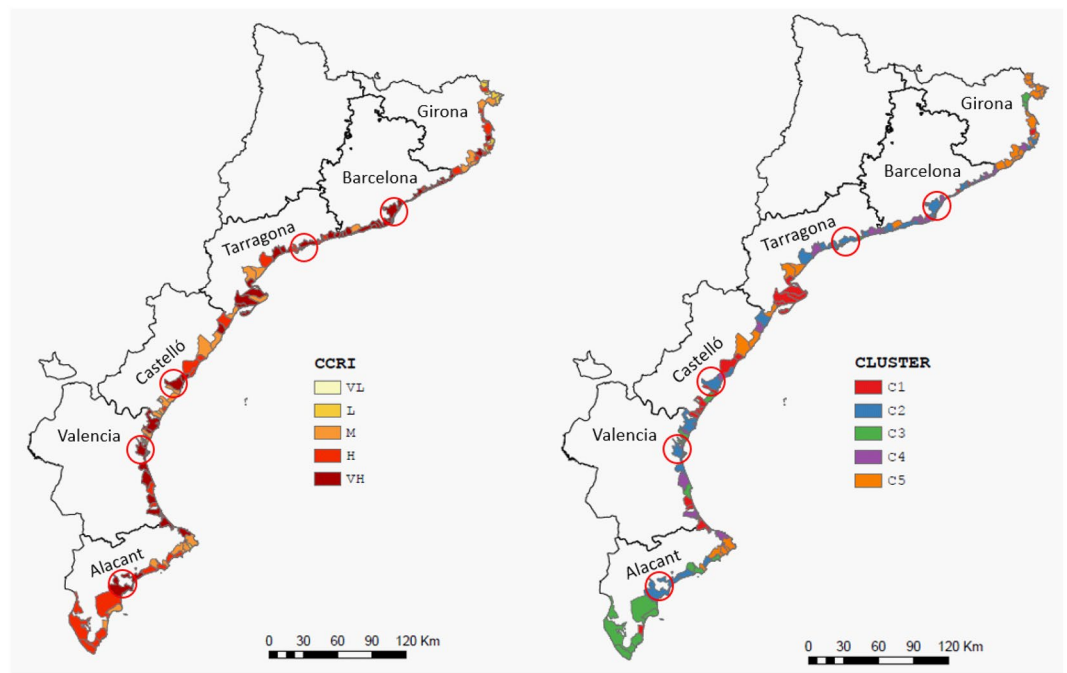 Girona
Barcelona
Tarragona
Castelló
Valencia
Alacant
CCRI
VL
L
M
H
VH
0 30 60 90 120 Km
Girona
Barcelona
Tarragona
Castelló
Valencia
Alacant
CLUSTER
C1
C2
C3
C4
C5
0 30 60 90 120 Km